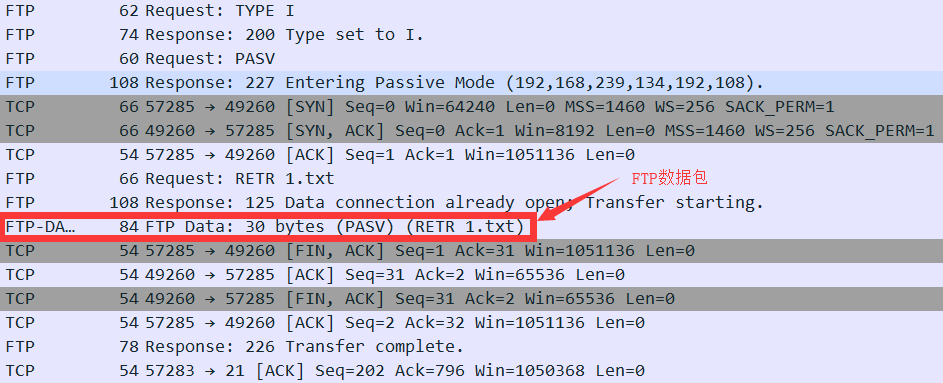 FTP 62 Request: TYPE I
FTP 74 Response: 200 Type set to I.
FTP 60 Request: PASV
FTP 108 Response: 227 Entering Passive Mode (192,168,239,134,192,108).
TCP 66 57285 → 49260 [SYN] Seq=0 Win=64240 Len=0 MSS=1460 WS=256 SACK_PERM=1
TCP 66 49260 → 57285 [SYN, ACK] Seq=0 Ack=1 Win=8192 Len=0 MSS=1460 WS=256 SACK_PERM=1
TCP 54 57285 → 49260 [ACK] Seq=1 Ack=1 Win=1051136 Len=0
FTP 66 Request: RETR 1.txt
FTP数据包
FTP 108 Response: 125 Data connection already open; Transfer starting.
FTP-DA… 84 FTP Data: 30 bytes (PASV) (RETR 1.txt)
TCP 54 57285 → 49260 [FIN, ACK] Seq=1 Ack=31 Win=1051136 Len=0
TCP 54 49260 → 57285 [ACK] Seq=31 Ack=2 Win=65536 Len=0
TCP 54 49260 → 57285 [FIN, ACK] Seq=31 Ack=2 Win=65536 Len=0
TCP 54 57285 → 49260 [ACK] Seq=2 Ack=32 Win=1051136 Len=0
FTP 78 Response: 226 Transfer complete.
TCP 54 57283 → 21 [ACK] Seq=202 Ack=796 Win=1050368 Len=0